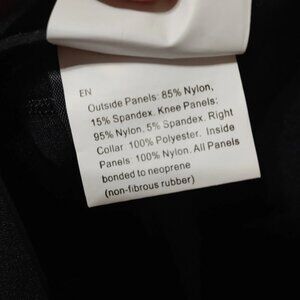 EN
Outside Panels: 85% Nylon,
15% Spandex. Knee Panels:
95% Nylon. 5% Spandex. Right
Collar 100% Polyester. Inside
Panels: 100% Nylon. All Panels
bonded to neoprene
(non-fibrous rubber)